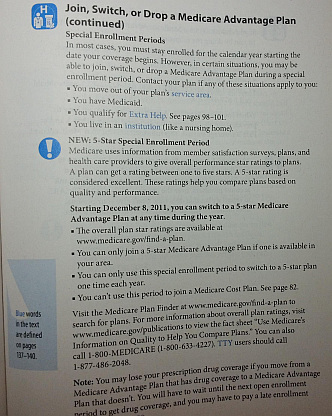 Join, Switch, or Drop a Medicare Advantage Plan
(continued)
Special Enrollment Periods
In most cases, you must stay enrolled for the calendar year starting the
date your coverage begins. However, in certain situations, you may be
able to join, switch, or drop a Medicare Advantage Plan during a special
enrollment period. Contact your plan if any of these situations apply to you:
▪ You move out of your plan's service area.
▪ You have Medicaid.
▪ You qualify for Extra Help. See pages 98–101.
▪ You live in an institution (like a nursing home).
NEW: 5-Star Special Enrollment Period
Medicare uses information from member satisfaction surveys, plans, and
health care providers to give overall performance star ratings to plans.
A plan can get a rating between one to five stars. A 5-star rating is
considered excellent. These ratings help you compare plans based on
quality and performance.
Starting December 8, 2011, you can switch to a 5-star Medicare
Advantage Plan at any time during the year.
▪ The overall plan star ratings are available at
www.medicare.gov/find-a-plan.
▪ You can only join a 5-star Medicare Advantage Plan if one is available in
your area.
▪ You can only use this special enrollment period to switch to a 5-star plan
one time each year.
▪ You can't use this period to join a Medicare Cost Plan. See page 82.
Visit the Medicare Plan Finder at www.medicare.gov/find-a-plan to
search for plans. For more information about overall plan ratings, visit
www.medicare.gov/publications to view the fact sheet "Use Medicare's
Information on Quality to Help You Compare Plans." You can also
call 1-800-MEDICARE (1-800-633-4227). TTY users should call
1-877-486-2048.
Note: You may lose your prescription drug coverage if you move from a
Medicare Advantage Plan that has drug coverage to a Medicare Advantage
Plan that doesn't. You will have to wait until the next open enrollment
period to get drug coverage, and you may have to pay a late enrollment
Blue words
in the text
are defined
on pages
137–140.